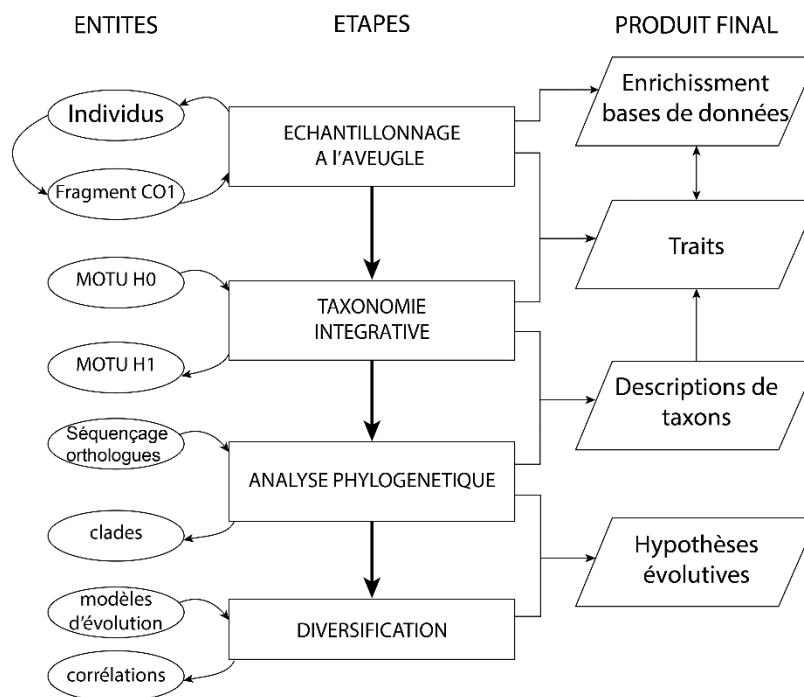 ENTITES
ETAPES
PRODUIT FINAL
Individus
Fragment CO1
ECHANTILLONNAGE
A l'AVEUGLE
Enrichissment
bases de données
Traits
MOTU H0
MOTU H1
TAXONOMIE
INTEGRATIVE
Descriptions de
taxons
Séquençage
orthologues
clades
ANALYSE PHYLOGENETIQUE
Hypothèses
évolutives
modèles
d'évolution
corrélations
DIVERSIFICATION